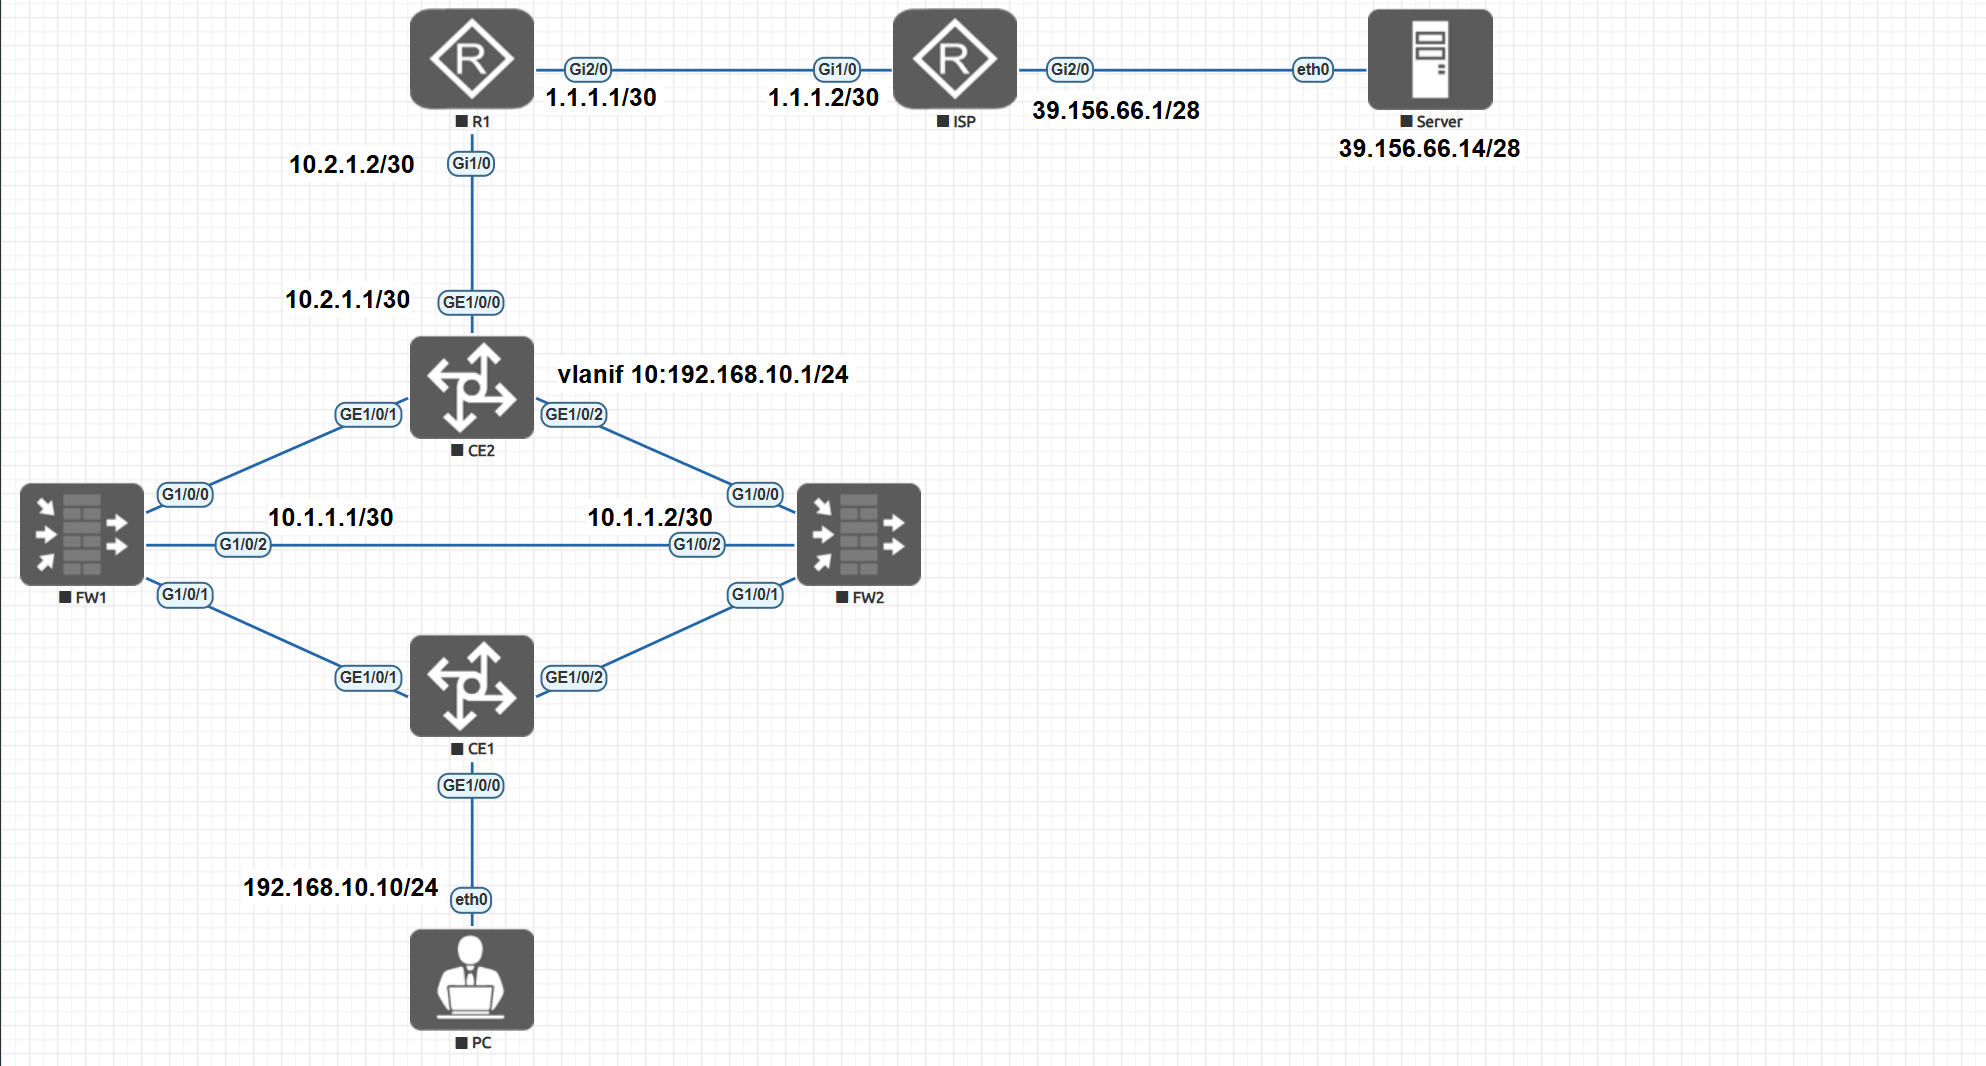 R
R
Gi2/0
Gi1/0
Gi2/0
eth0
1.1.1.1/30
1.1.1.2/30
39.156.66.1/28
R1
ISP
Server
39.156.66.14/28
10.2.1.2/30
Gi1/0
10.2.1.1/30
GE1/0/0
vlanif 10:192.168.10.1/24
GE1/0/1
GE1/0/2
CE2
G1/0/0
G1/0/0
10.1.1.1/30
10.1.1.2/30
G1/0/2
G1/0/2
FW1
G1/0/1
G1/0/1
FW2
GE1/0/1
GE1/0/2
CE1
GE1/0/0
192.168.10.10/24
eth0
PC